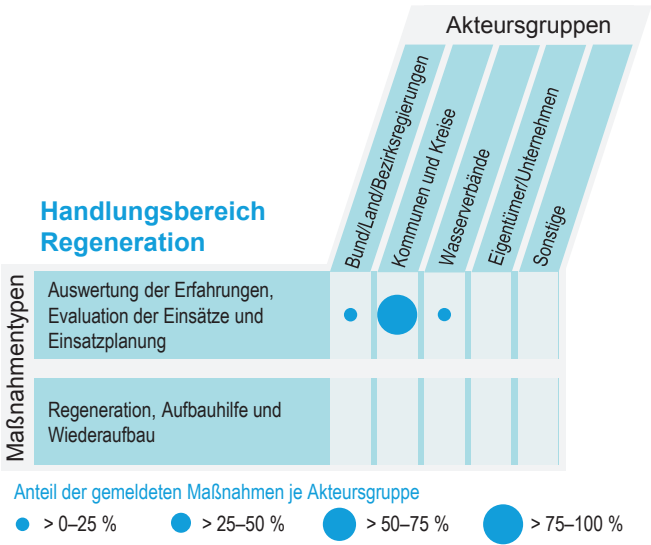 Akteursgruppen
Bund/Land/Bezirksregierungen
Kommunen und Kreise
Wasserverbände
Eigentümer/Unternehmen
Sonstige
Handlungsbereich
Regeneration
Maßnahmentypen
Auswertung der Erfahrungen,
Evaluation der Einsätze und
Einsatzplanung
Regeneration, Aufbauhilfe und
Wiederaufbau
Anteil der gemeldeten Maßnahmen je Akteursgruppe
> 0–25 % > 25–50 % > 50–75 % > 75–100 %